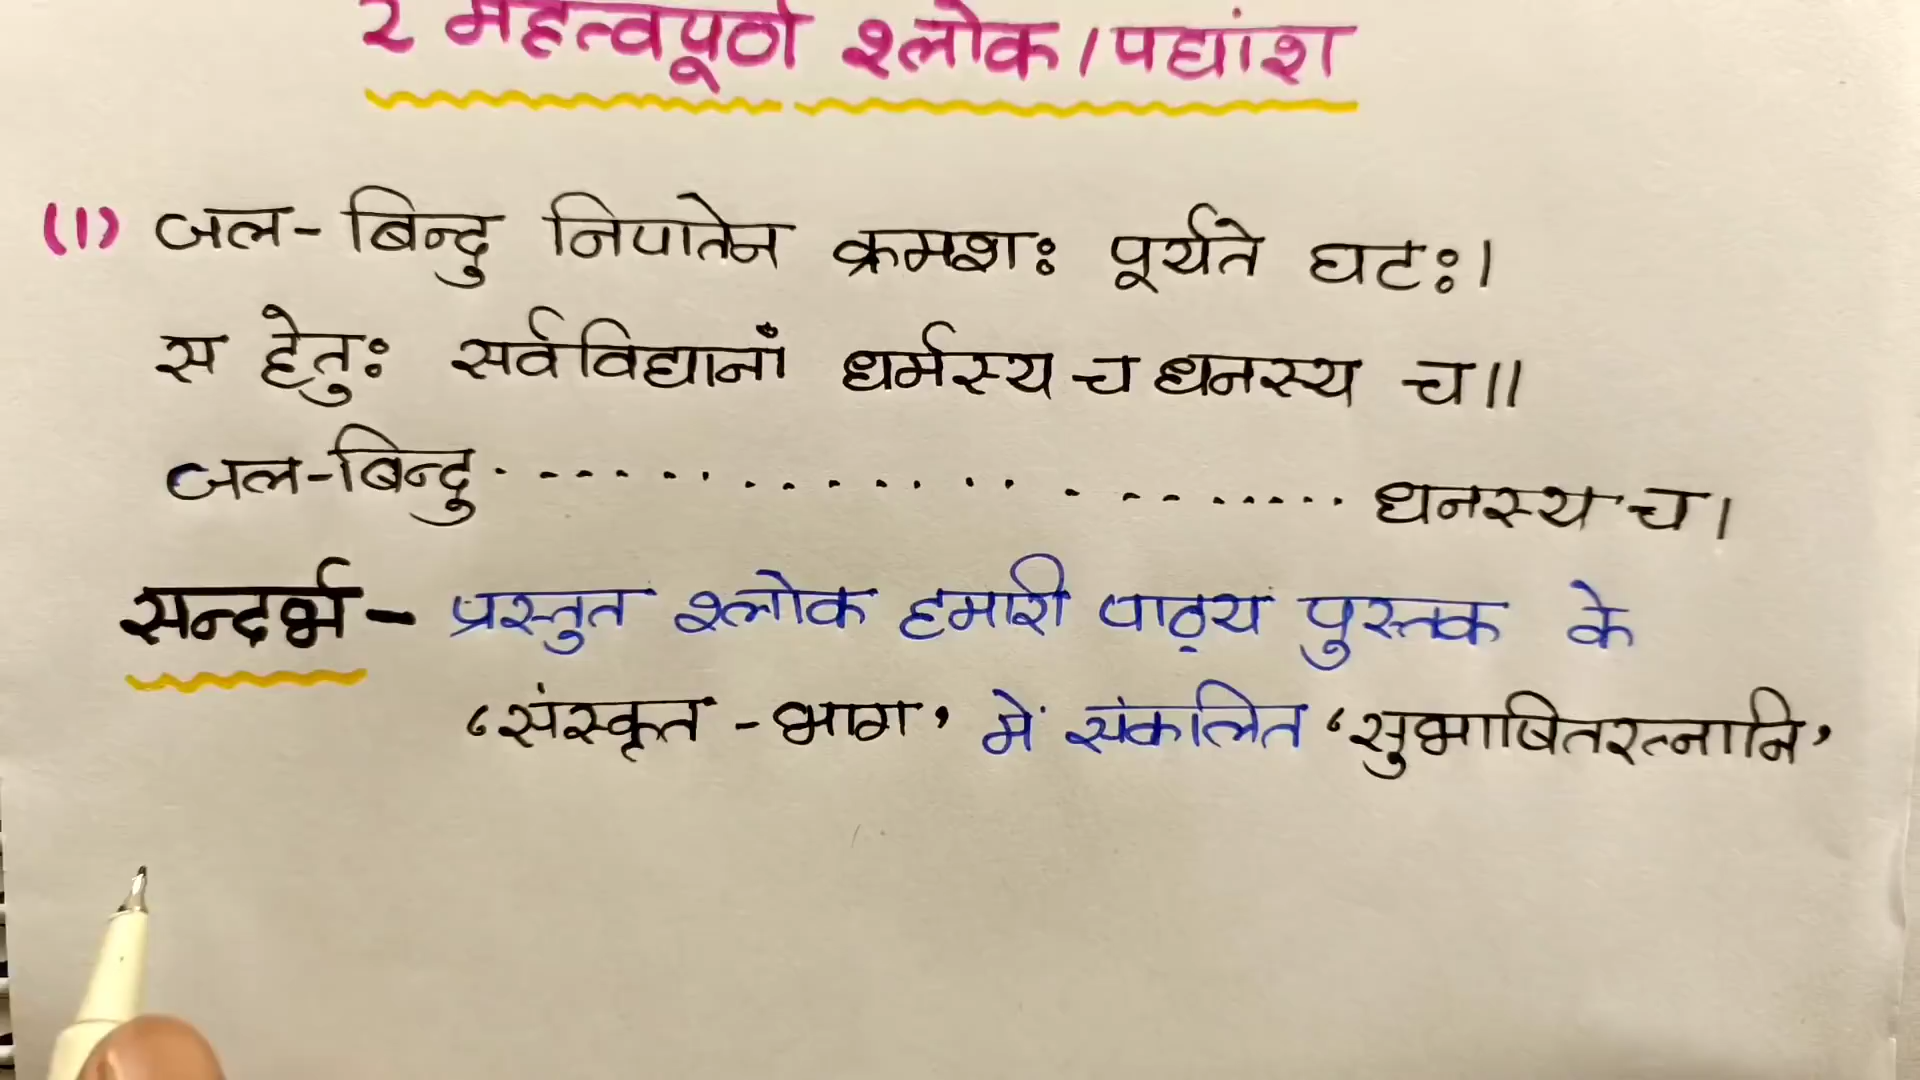 २ महत्वपूर्ण श्लोक/पद्यांश
(1) जल-बिन्दु निपातेन क्रमशः पूर्यते घटः।
स हेतुः सर्वविद्यानाँ धर्मस्य च धनस्य च॥
जल-बिन्दु.......................... धनस्य च।
सन्दर्भ- प्रस्तुत श्लोक हमारी पाठ्य पुस्तक के
‘संस्कृत-भाग’ में संकलित ‘सुभाषितरत्नानि’